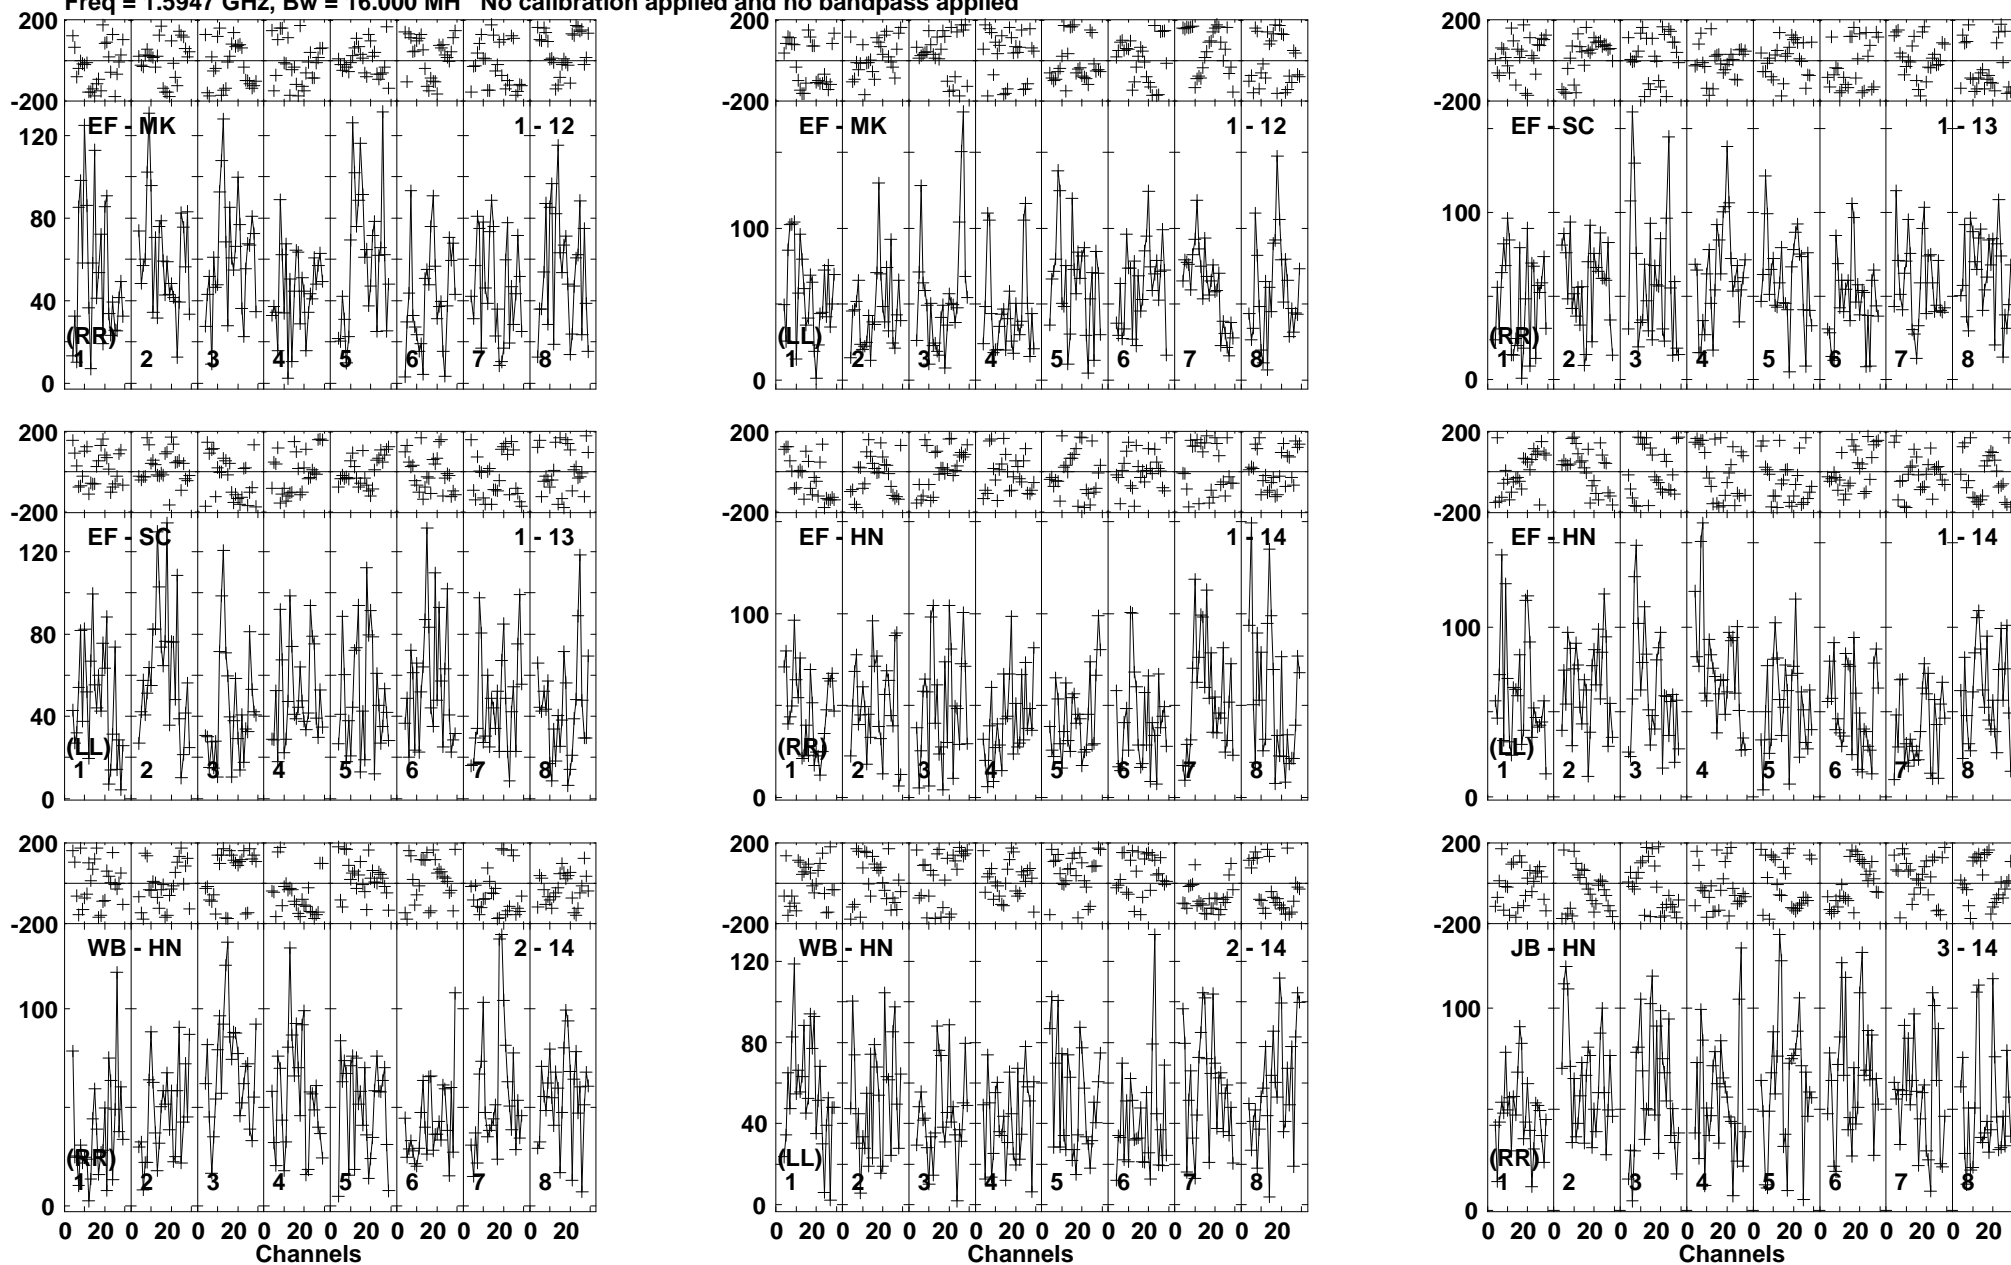 Freq = 1.5947 GHz, Bw = 16.000 MH No calibration applied and no bandpass applied
200 200 200
-200 -200 -200
EF - MK 1 - 12 EF - MK 1 - 12 EF - SC 1 - 13
120
100 100
80
40
(RR) (LL) (RR)
1 2 3 4 5 6 7 8 1 2 3 4 5 6 7 8 1 2 3 4 5 6 7 8
0 0 0
200 200 200
-200 -200 -200
EF - SC 1 - 13 EF - HN 1 - 14 EF - HN 1 - 14
120
100 100
80
40
(LL) (RR) (LL)
1 2 3 4 5 6 7 8 1 2 3 4 5 6 7 8 1 2 3 4 5 6 7 8
0 0 0
200 200 200
-200 -200 -200
WB - HN 2 - 14 WB - HN 2 - 14 JB - HN 3 - 14
120
100 100
80
40
(RR) (LL) (RR)
1 2 3 4 5 6 7 8 1 2 3 4 5 6 7 8 1 2 3 4 5 6 7 8
0 0 0
0 20 0 20 0 20 0 20 0 20 0 20 0 20 0 20 0 20 0 20 0 20 0 20 0 20 0 20 0 20 0 20 0 20 0 20 0 20 0 20 0 20 0 20 0 20 0 20
Channels Channels Channels